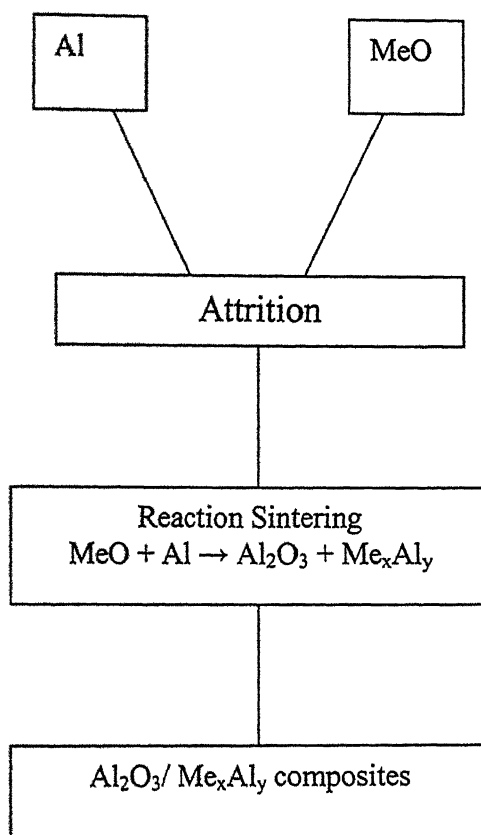 Al
MeO
Attrition
Reaction Sintering
MeO + Al → Al₂O₃ + MeₓAlᵧ
Al₂O₃/ MeₓAlᵧ composites